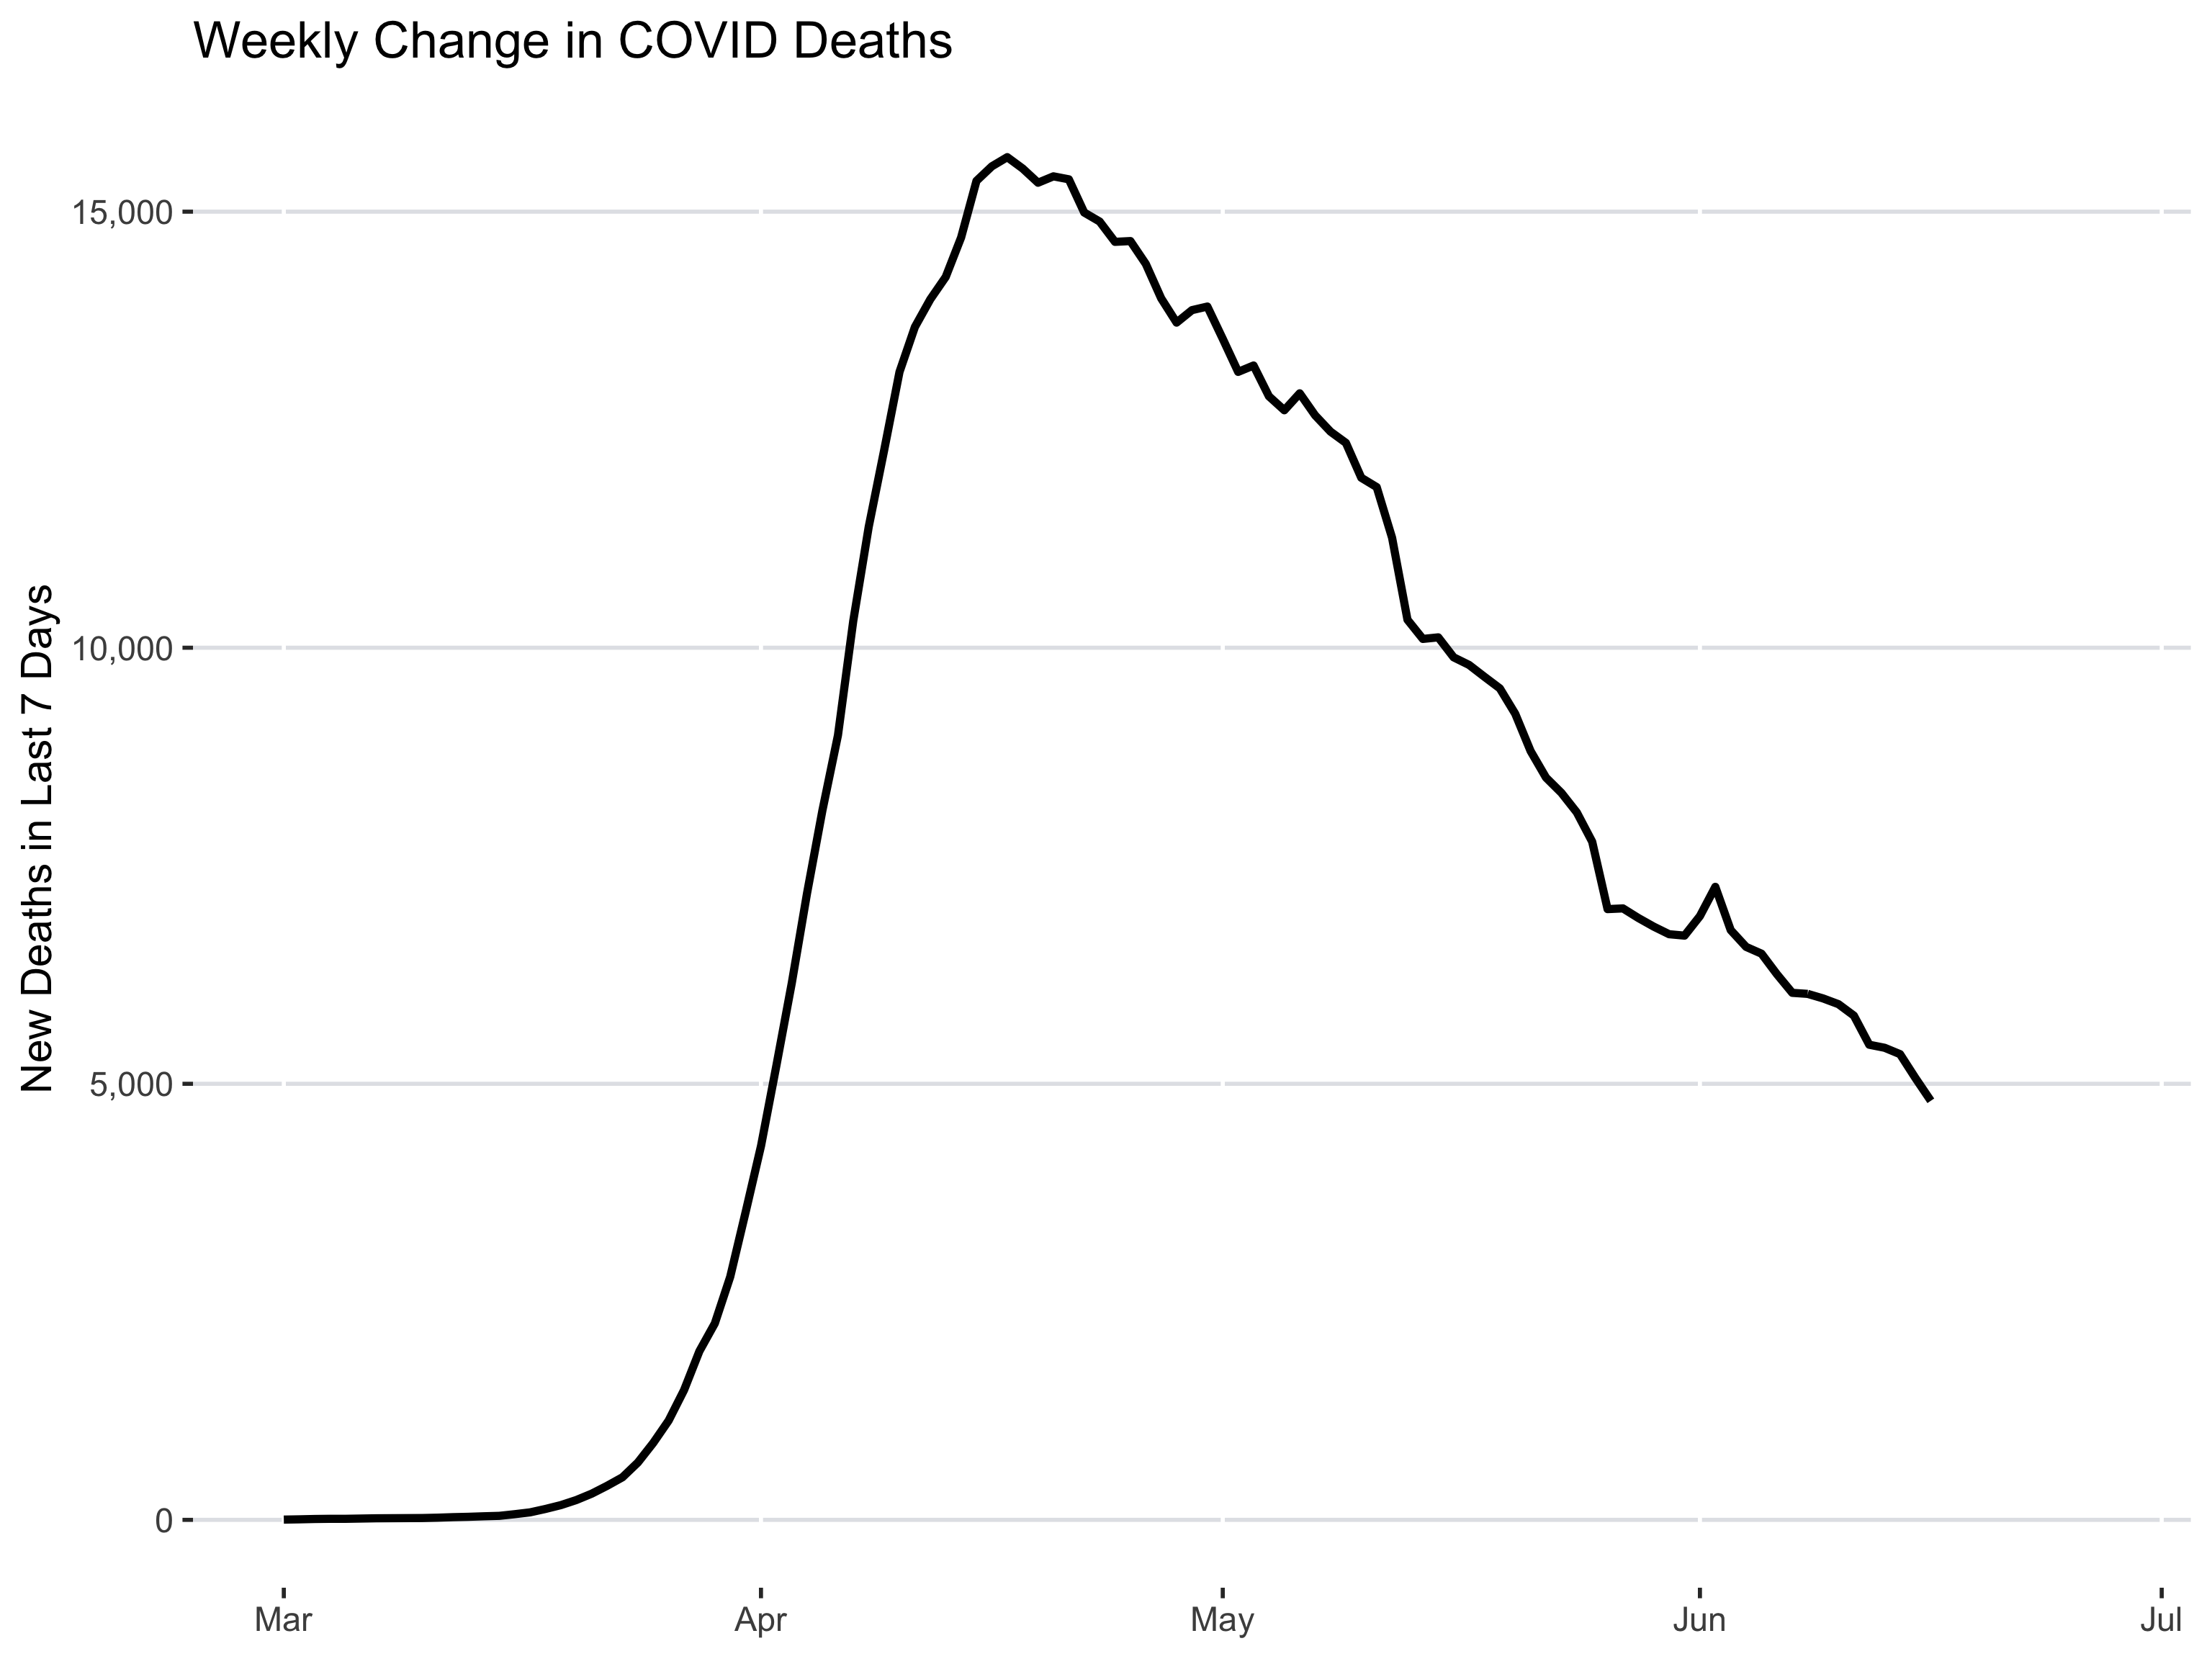 Weekly Change in COVID Deaths
New Deaths in Last 7 Days
15,000
10,000
5,000
0
Mar
Apr
May
Jun
Jul